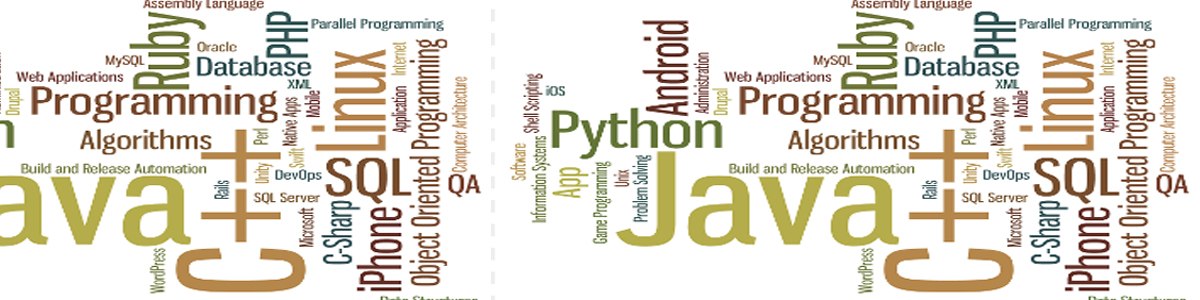 Assembly Language
Ruby
PHP
Parallel Programming
Oracle
MySQL
Database
Linux
Internet
Object Oriented Programming
Web Applications
XML
Drupal
Programming
Native Apps
Mobile
Application
Computer Architecture
Algorithms
C++
Perl
Swift
Build and Release Automation
Unity
DevOps
SQL
QA
Rails
SQL Server
ava
Microsoft
C-Sharp
iPhone
WordPress
Assembly Language
Android
Ruby
PHP
Parallel Programming
Oracle
MySQL
Database
Linux
Internet
Object Oriented Programming
Administration
Web Applications
XML
Shell Scripting
iOS
Drupal
Programming
Native Apps
Mobile
Application
Computer Architecture
Python
Algorithms
C++
Perl
Swift
Software
Information Systems
App
Game Programming
Unix
Problem Solving
Java
Build and Release Automation
Unity
DevOps
SQL
QA
Rails
SQL Server
Microsoft
C-Sharp
iPhone
WordPress